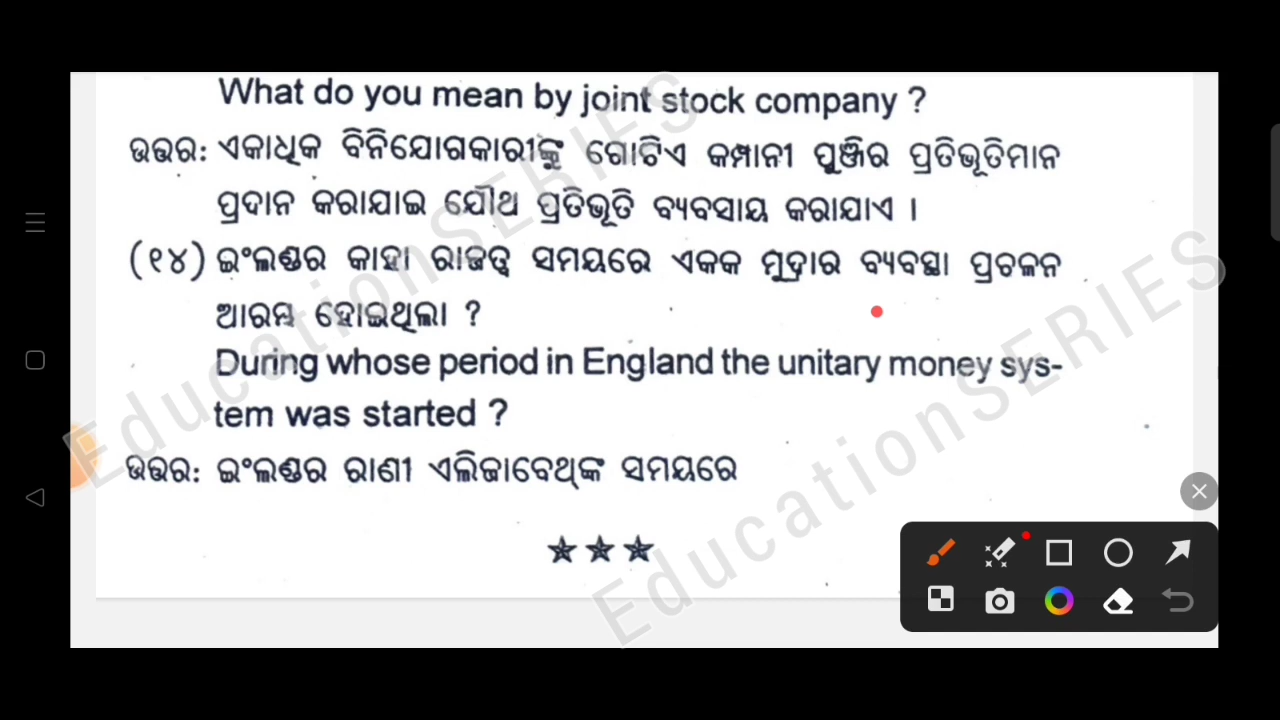 What do you mean by joint stock company ?
ଉତ୍ତର: ଏକାଧିକ ବିନିଯୋଗକାରୀଙ୍କୁ ଗୋଟିଏ କମ୍ପାନୀ ପୁଞ୍ଜିର ପ୍ରତିଭୂତିମାନ
ପ୍ରଦାନ କରାଯାଇ ଯୌଥ ପ୍ରତିଭୂତି ବ୍ୟବସାୟ କରାଯାଏ ।
(୧୪) ଇଂଲଣ୍ଡର କାହା ରାଜତ୍ୱ ସମୟରେ ଏକକ ମୁଦ୍ରାର ବ୍ୟବସ୍ଥା ପ୍ରଚଳନ
ଆରମ୍ଭ ହୋଇଥିଲା ?
During whose period in England the unitary money sys-
tem was started ?
ଉତ୍ତର: ଇଂଲଣ୍ଡର ରାଣୀ ଏଲିଜାବେଥ୍‌ଙ୍କ ସମୟରେ
EducationSERIES
EducationSERIES